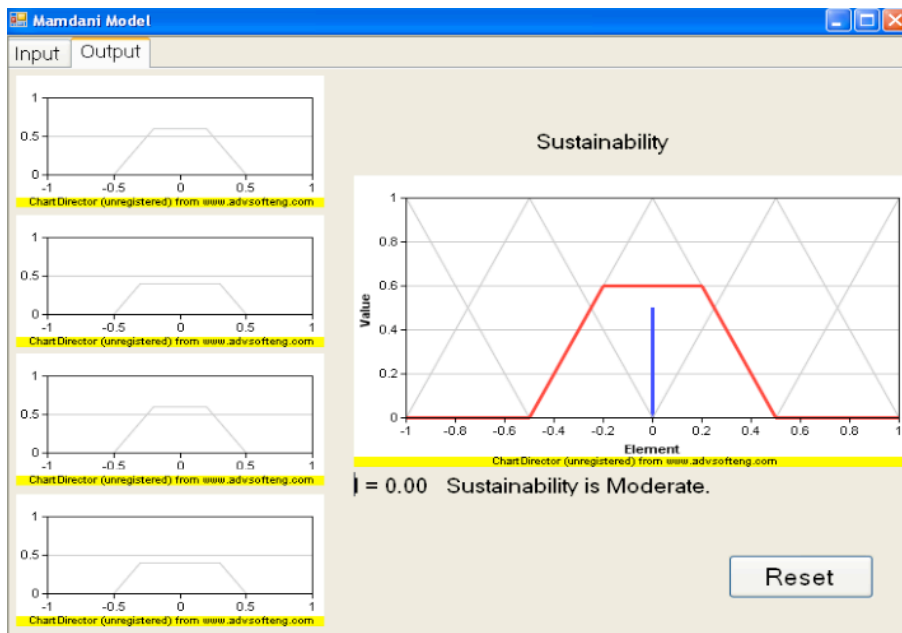 Mamdani Model
Input Output
1
0.5
0
-1 -0.5 0 0.5 1
ChartDirector (unregistered) from www.advsofteng.com
1
0.5
0
-1 -0.5 0 0.5 1
ChartDirector (unregistered) from www.advsofteng.com
1
0.5
0
-1 -0.5 0 0.5 1
ChartDirector (unregistered) from www.advsofteng.com
1
0.5
0
-1 -0.5 0 0.5 1
ChartDirector (unregistered) from www.advsofteng.com
Sustainability
1
0.8
0.6
0.4
0.2
0
Value
-1 -0.8 -0.6 -0.4 -0.2 0 0.2 0.4 0.6 0.8 1
Element
ChartDirector (unregistered) from www.advsofteng.com
I = 0.00 Sustainability is Moderate.
Reset